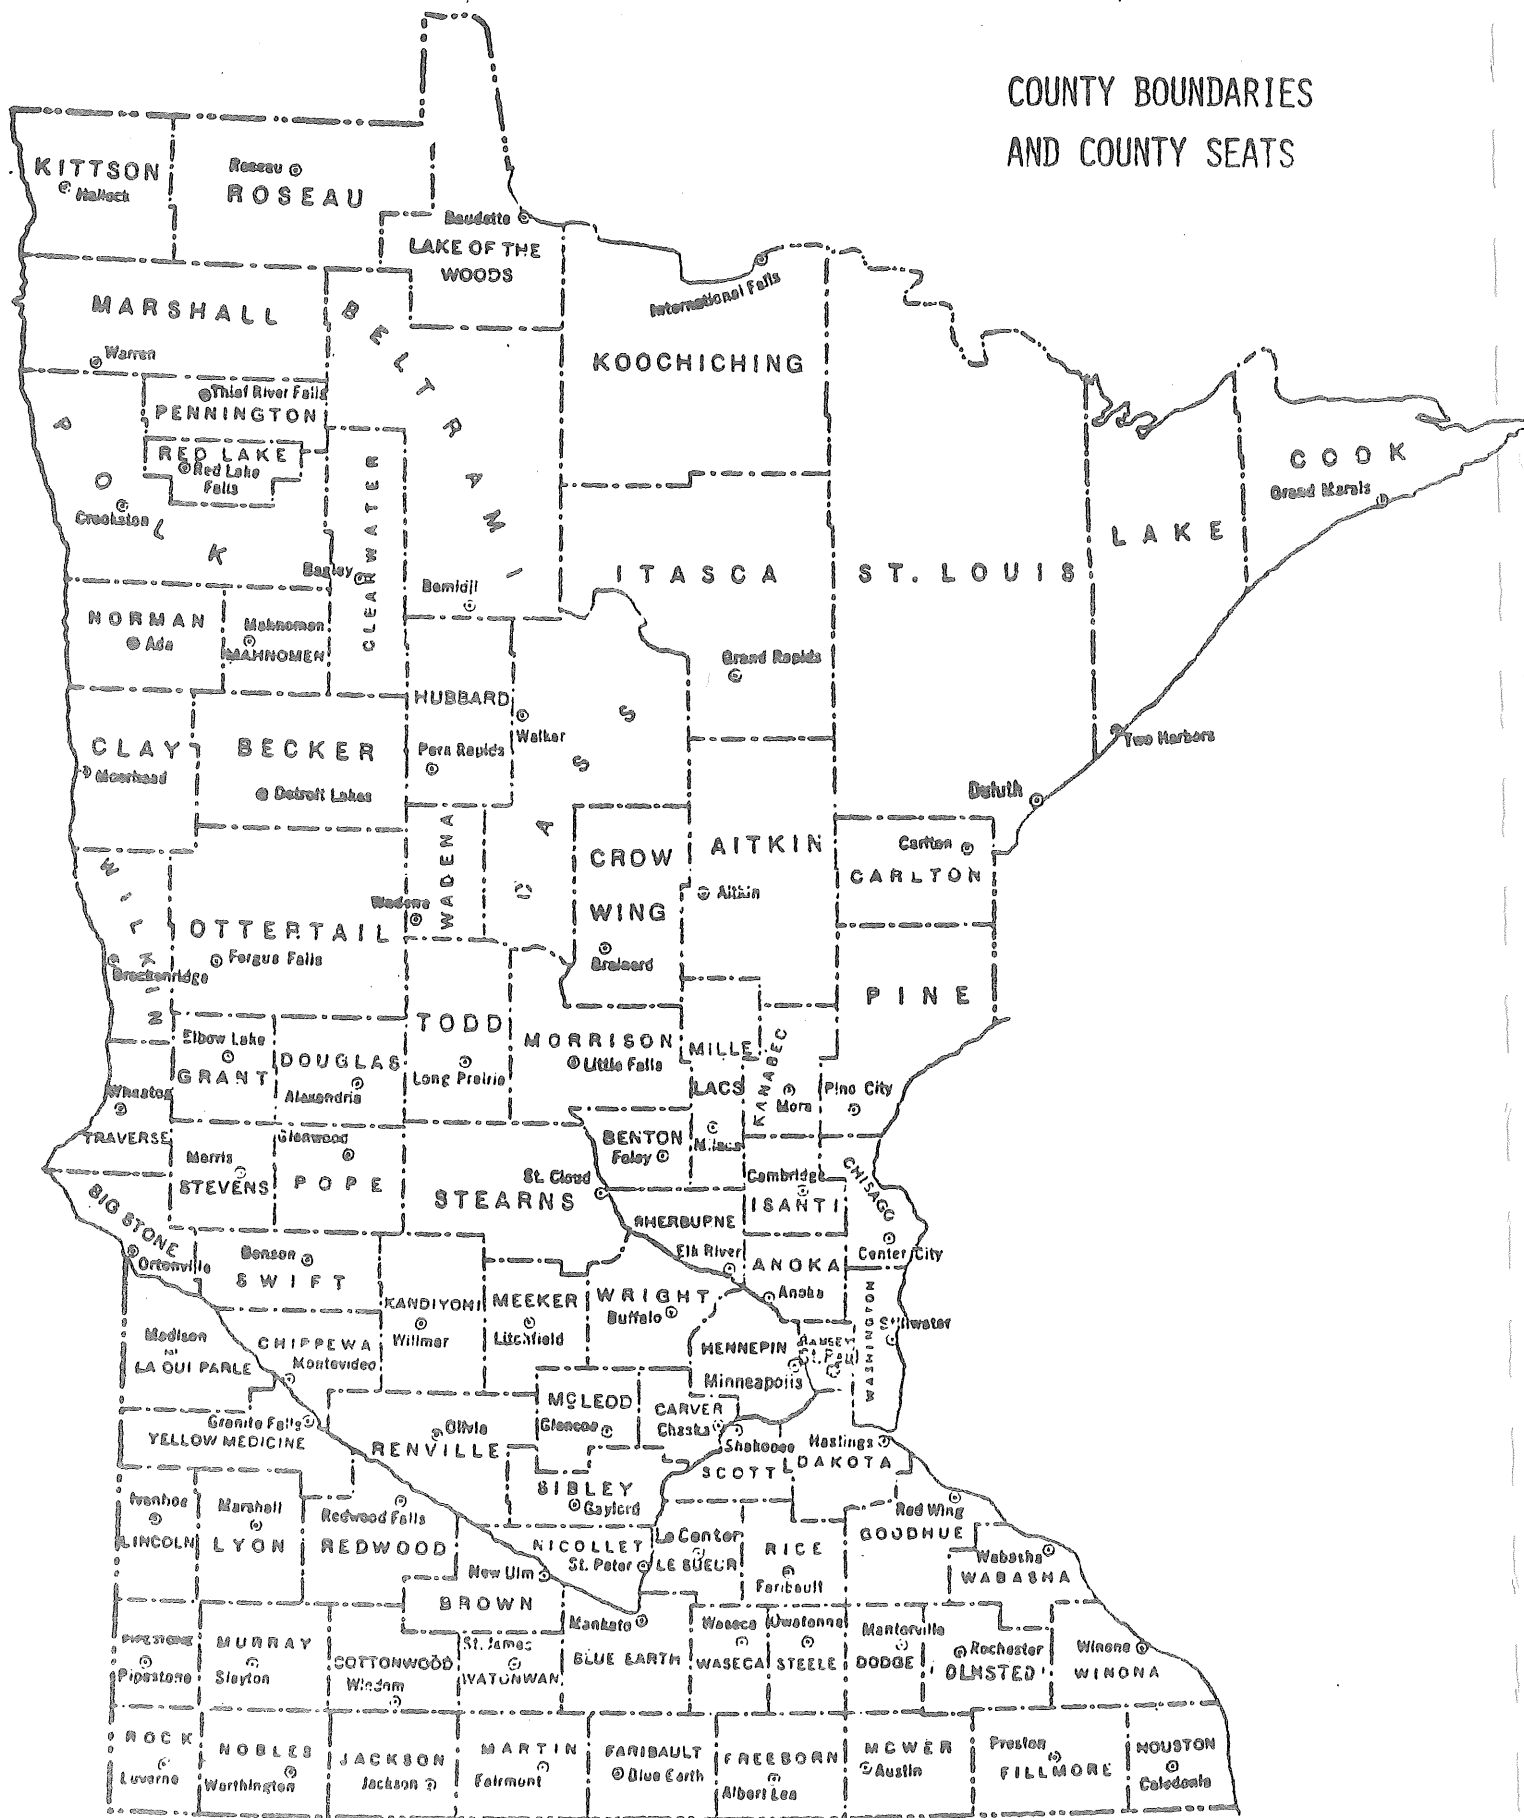 COUNTY BOUNDARIES
AND COUNTY SEATS
KITTSON
Hallock
Roseau
ROSEAU
Baudette
LAKE OF THE
WOODS
International Falls
MARSHALL
Warren
BELTRAMI
Bemidji
KOOCHICHING
Thief River Falls
PENNINGTON
RED LAKE
Red Lake
Falls
POLK
Crookston
CLEARWATER
Bagley
COOK
Grand Marais
LAKE
Two Harbors
ITASCA
Grand Rapids
ST. LOUIS
Duluth
NORMAN
Ada
Mahnomen
MAHNOMEN
HUBBARD
Park Rapids
Walker
CASS
CLAY
Moorhead
BECKER
Detroit Lakes
WADENA
Wadena
CROW
WING
Brainerd
AITKIN
Aitkin
Carlton
CARLTON
WILKIN
Breckenridge
OTTERTAIL
Fergus Falls
PINE
Pine City
TODD
Long Prairie
MORRISON
Little Falls
MILLE
LACS
Milaca
KANABEC
Mora
Elbow Lake
GRANT
DOUGLAS
Alexandria
Wheaton
TRAVERSE
Morris
STEVENS
Glenwood
POPE
STEARNS
St. Cloud
BENTON
Foley
Cambridge
ISANTI
CHISAGO
Center City
SHERBURNE
Elk River
ANOKA
Anoka
BIG STONE
Ortonville
Benson
SWIFT
KANDIYOHI
Willmar
MEEKER
Litchfield
WRIGHT
Buffalo
HENNEPIN
Minneapolis
RAMSEY
St. Paul
WASHINGTON
Stillwater
Madison
LA QUI PARLE
CHIPPEWA
Montevideo
Granite Falls
YELLOW MEDICINE
Olivia
RENVILLE
McLEOD
Glencoe
CARVER
Chaska
Shakopee
SCOTT
Hastings
DAKOTA
SIBLEY
Gaylord
Ivanhoe
LINCOLN
Marshall
LYON
Redwood Falls
REDWOOD
NICOLLET
St. Peter
New Ulm
BROWN
Le Center
LE SUEUR
RICE
Faribault
Red Wing
GOODHUE
Wabasha
WABASHA
PIPESTONE
Pipestone
MURRAY
Slayton
COTTONWOOD
Windom
St. James
WATONWAN
Mankato
BLUE EARTH
Waseca
WASECA
Owatonna
STEELE
Mantorville
DODGE
Rochester
OLMSTED
Winona
WINONA
ROCK
Luverne
NOBLES
Worthington
JACKSON
Jackson
MARTIN
Fairmont
FARIBAULT
Blue Earth
FREEBORN
Albert Lea
MOWER
Austin
Preston
FILLMORE
HOUSTON
Caledonia